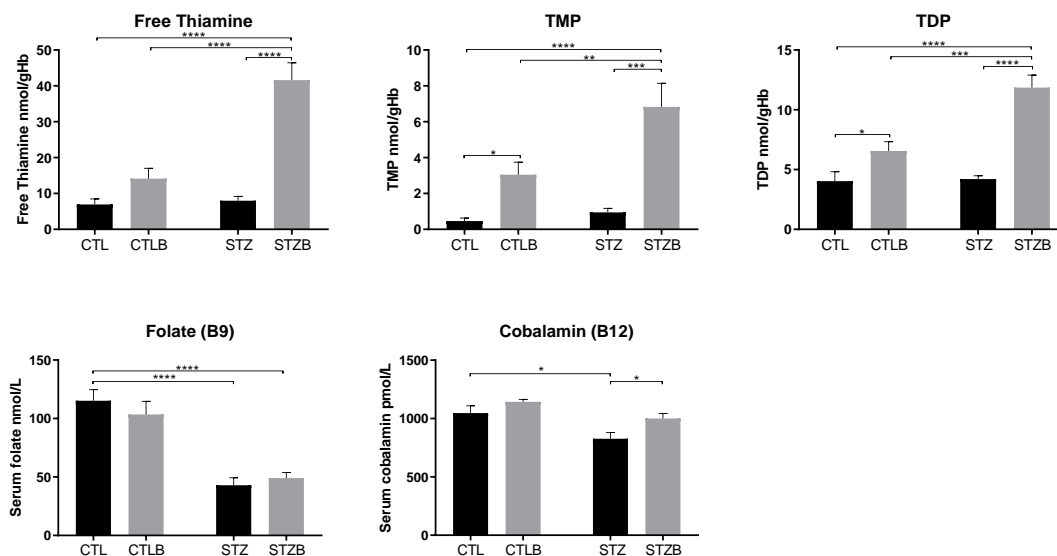 Free Thiamine
Free Thiamine nmol/gHb
50
40
30
20
10
0
****
****
****
CTL CTLB STZ STZB
TMP
TMP nmol/gHb
10
8
6
4
2
0
****
**
***
*
CTL CTLB STZ STZB
TDP
TDP nmol/gHb
15
10
5
0
****
***
****
*
CTL CTLB STZ STZB
Folate (B9)
Serum folate nmol/L
150
100
50
0
****
****
CTL CTLB STZ STZB
Cobalamin (B12)
Serum cobalamin pmol/L
1500
1000
500
0
*
*
CTL CTLB STZ STZB